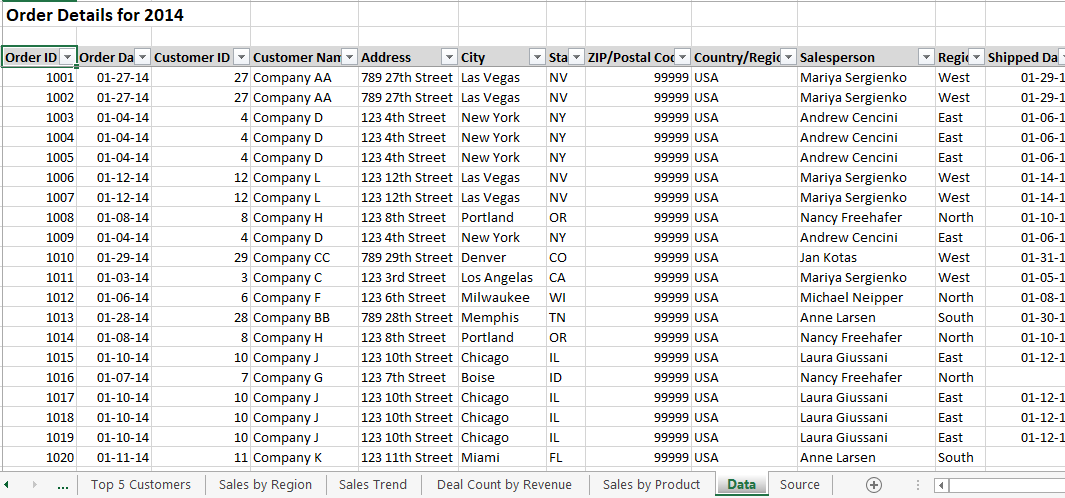 Order Details for 2014
Order ID Order Da Customer ID Customer Nam Address City Sta ZIP/Postal Coc Country/Regic Salesperson Regi Shipped Da
1001 01-27-14 27 Company AA 789 27th Street Las Vegas NV 99999 USA Mariya Sergienko West 01-29-1
1002 01-27-14 27 Company AA 789 27th Street Las Vegas NV 99999 USA Mariya Sergienko West 01-29-1
1003 01-04-14 4 Company D 123 4th Street New York NY 99999 USA Andrew Cencini East 01-06-1
1004 01-04-14 4 Company D 123 4th Street New York NY 99999 USA Andrew Cencini East 01-06-1
1005 01-04-14 4 Company D 123 4th Street New York NY 99999 USA Andrew Cencini East 01-06-1
1006 01-12-14 12 Company L 123 12th Street Las Vegas NV 99999 USA Mariya Sergienko West 01-14-1
1007 01-12-14 12 Company L 123 12th Street Las Vegas NV 99999 USA Mariya Sergienko West 01-14-1
1008 01-08-14 8 Company H 123 8th Street Portland OR 99999 USA Nancy Freehafer North 01-10-1
1009 01-04-14 4 Company D 123 4th Street New York NY 99999 USA Andrew Cencini East 01-06-1
1010 01-29-14 29 Company CC 789 29th Street Denver CO 99999 USA Jan Kotas West 01-31-1
1011 01-03-14 3 Company C 123 3rd Street Los Angelas CA 99999 USA Mariya Sergienko West 01-05-1
1012 01-06-14 6 Company F 123 6th Street Milwaukee WI 99999 USA Michael Neipper North 01-08-1
1013 01-28-14 28 Company BB 789 28th Street Memphis TN 99999 USA Anne Larsen South 01-30-1
1014 01-08-14 8 Company H 123 8th Street Portland OR 99999 USA Nancy Freehafer North 01-10-1
1015 01-10-14 10 Company J 123 10th Street Chicago IL 99999 USA Laura Giussani East 01-12-1
1016 01-07-14 7 Company G 123 7th Street Boise ID 99999 USA Nancy Freehafer North
1017 01-10-14 10 Company J 123 10th Street Chicago IL 99999 USA Laura Giussani East 01-12-1
1018 01-10-14 10 Company J 123 10th Street Chicago IL 99999 USA Laura Giussani East 01-12-1
1019 01-10-14 10 Company J 123 10th Street Chicago IL 99999 USA Laura Giussani East 01-12-1
1020 01-11-14 11 Company K 123 11th Street Miami FL 99999 USA Anne Larsen South
... Top 5 Customers Sales by Region Sales Trend Deal Count by Revenue Sales by Product Data Source